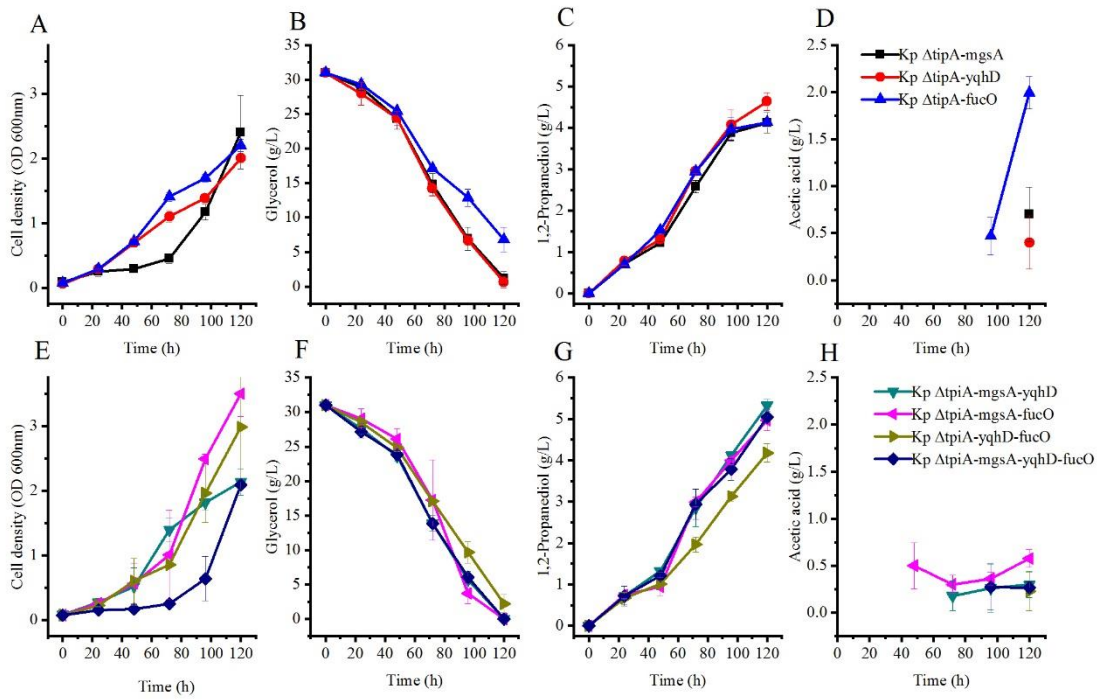 A
B
C
D
Cell density (OD 600nm)
3
2
1
0
0 20 40 60 80 100 120
Time (h)
Glycerol (g/L)
35
30
25
20
15
10
5
0
0 20 40 60 80 100 120
Time (h)
1,2-Propanediol (g/L)
6
5
4
3
2
1
0
0 20 40 60 80 100 120
Time (h)
Acetic acid (g/L)
2.5
2.0
1.5
1.0
0.5
0.0
0 20 40 60 80 100 120
Time (h)
Kp ΔtipA-mgsA
Kp ΔtipA-yqhD
Kp ΔtipA-fucO
E
F
G
H
Cell density (OD 600nm)
3
2
1
0
0 20 40 60 80 100 120
Time (h)
Glycerol (g/L)
35
30
25
20
15
10
5
0
0 20 40 60 80 100 120
Time (h)
1,2-Propanediol (g/L)
6
5
4
3
2
1
0
0 20 40 60 80 100 120
Time (h)
Acetic acid (g/L)
2.5
2.0
1.5
1.0
0.5
0.0
0 20 40 60 80 100 120
Time (h)
Kp ΔtpiA-mgsA-yqhD
Kp ΔtpiA-mgsA-fucO
Kp ΔtpiA-yqhD-fucO
Kp ΔtpiA-mgsA-yqhD-fucO